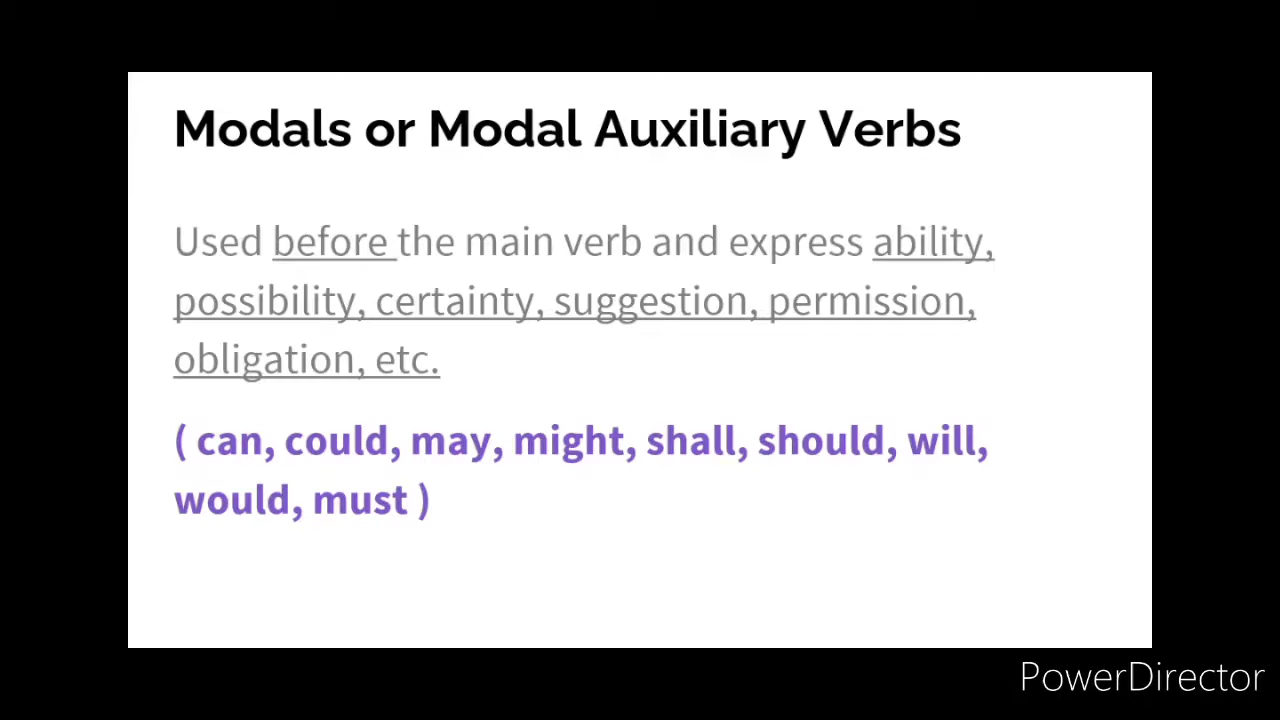 Modals or Modal Auxiliary Verbs
Used before the main verb and express ability,
possibility, certainty, suggestion, permission,
obligation, etc.
( can, could, may, might, shall, should, will,
would, must )
PowerDirector